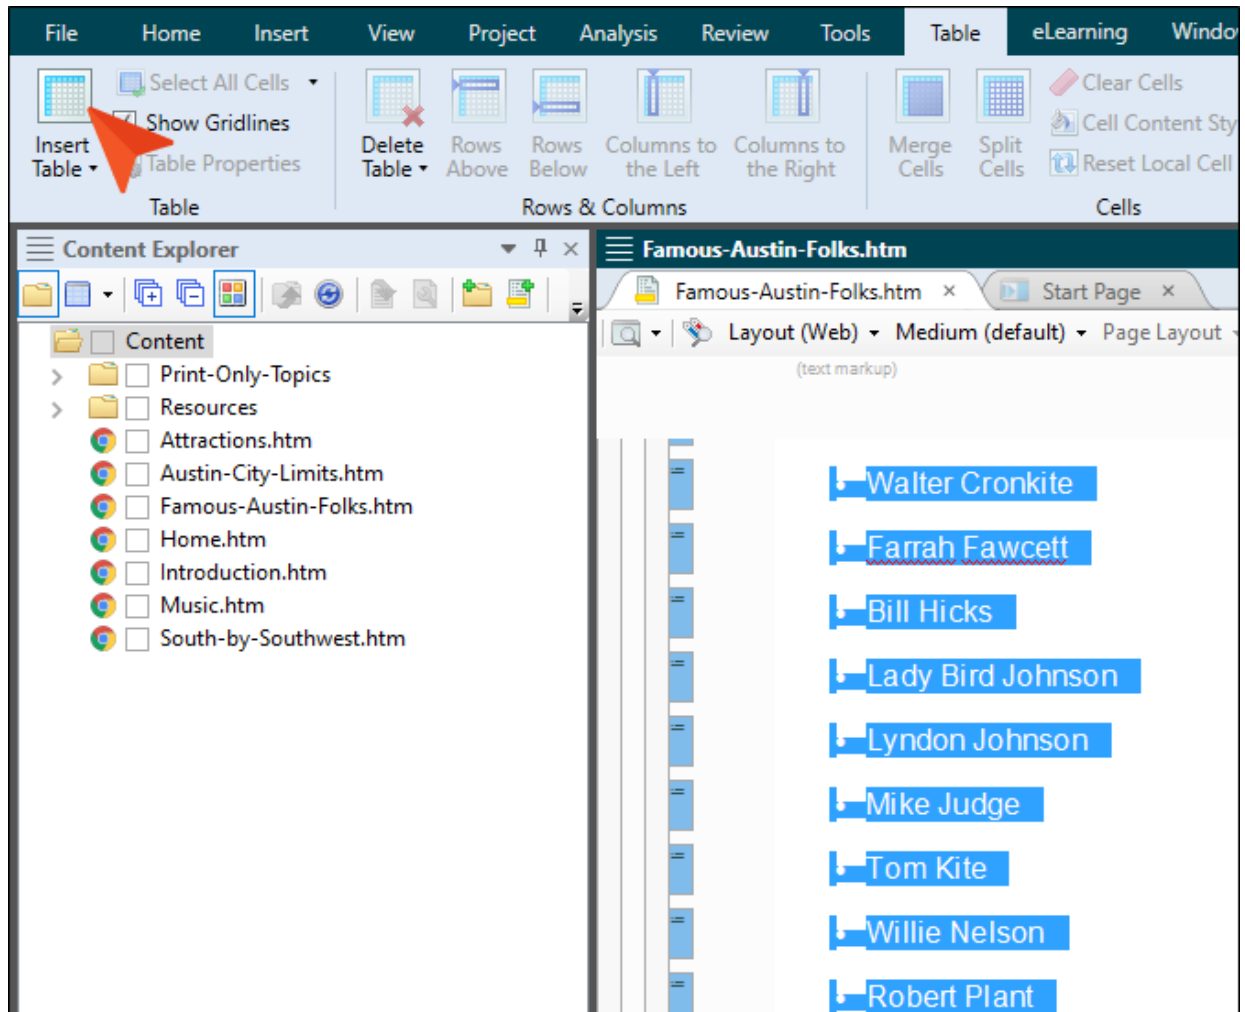 File Home Insert View Project Analysis Review Tools Table eLearning Windo
Select All Cells
Show Gridlines
Table Properties
Insert
Table
Delete
Table
Rows
Above
Rows
Below
Columns to
the Left
Columns to
the Right
Merge
Cells
Split
Cells
Clear Cells
Cell Content Sty
Reset Local Cell
Table Rows & Columns Cells
Content Explorer
Famous-Austin-Folks.htm
Famous-Austin-Folks.htm Start Page
Layout (Web) Medium (default) Page Layout
(text markup)
Content
Print-Only-Topics
Resources
Attractions.htm
Austin-City-Limits.htm
Famous-Austin-Folks.htm
Home.htm
Introduction.htm
Music.htm
South-by-Southwest.htm
Walter Cronkite
Farrah Fawcett
Bill Hicks
Lady Bird Johnson
Lyndon Johnson
Mike Judge
Tom Kite
Willie Nelson
Robert Plant